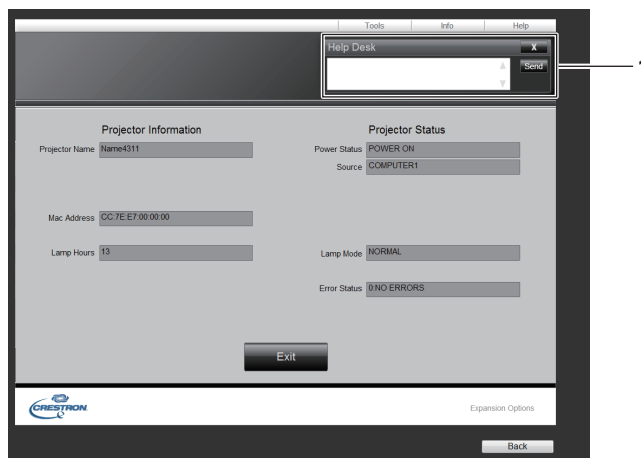 Tools Info Help
Help Desk X
Send
Projector Information Projector Status
Projector Name Name4311 Power Status POWER ON
Source COMPUTER1
Mac Address CC:7E:E7:00:00:00
Lamp Hours 13 Lamp Mode NORMAL
Error Status 0:NO ERRORS
Exit
CRESTRON Expansion Options
Back